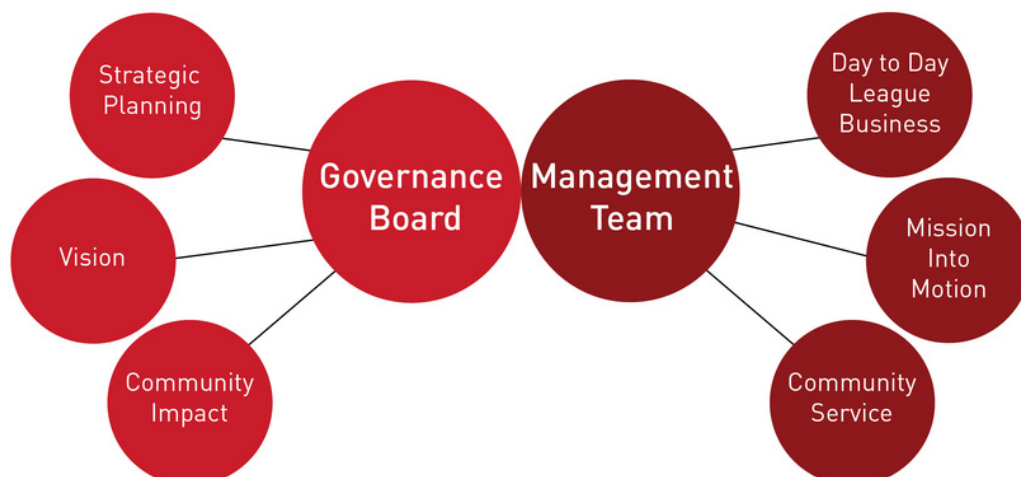 Strategic
Planning
Vision
Community
Impact
Governance
Board
Management
Team
Day to Day
League
Business
Mission
Into
Motion
Community
Service